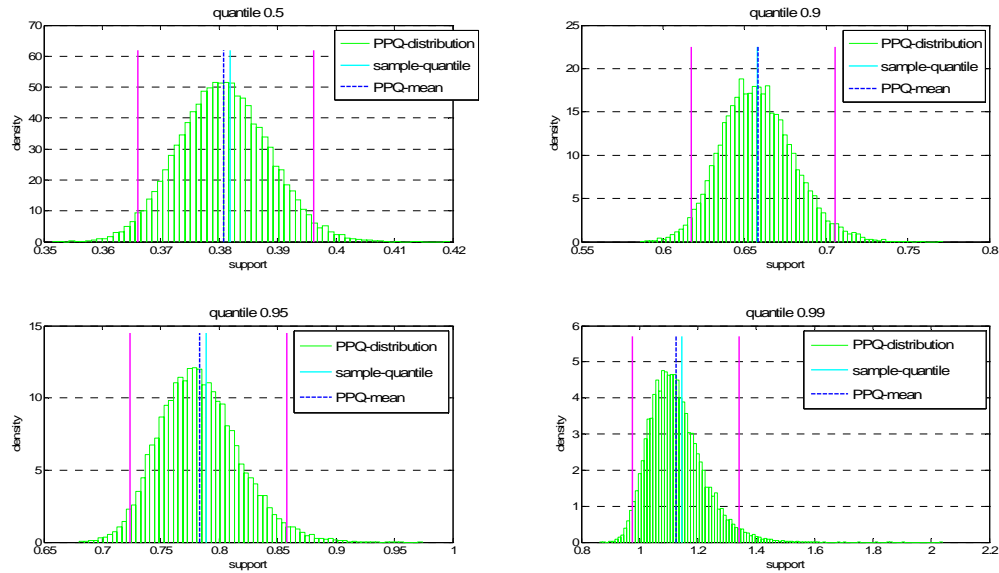 quantile 0.5
70
60
50
40
30
20
10
0
density
0.35
0.36
0.37
0.38
0.39
0.4
0.41
0.42
support
PPQ-distribution
sample-quantile
PPQ-mean
quantile 0.9
25
20
15
10
5
0
density
0.55
0.6
0.65
0.7
0.75
0.8
support
PPQ-distribution
sample-quantile
PPQ-mean
quantile 0.95
15
10
5
0
density
0.65
0.7
0.75
0.8
0.85
0.9
0.95
1
support
PPQ-distribution
sample-quantile
PPQ-mean
quantile 0.99
6
5
4
3
2
1
0
density
0.8
1
1.2
1.4
1.6
1.8
2
2.2
support
PPQ-distribution
sample-quantile
PPQ-mean